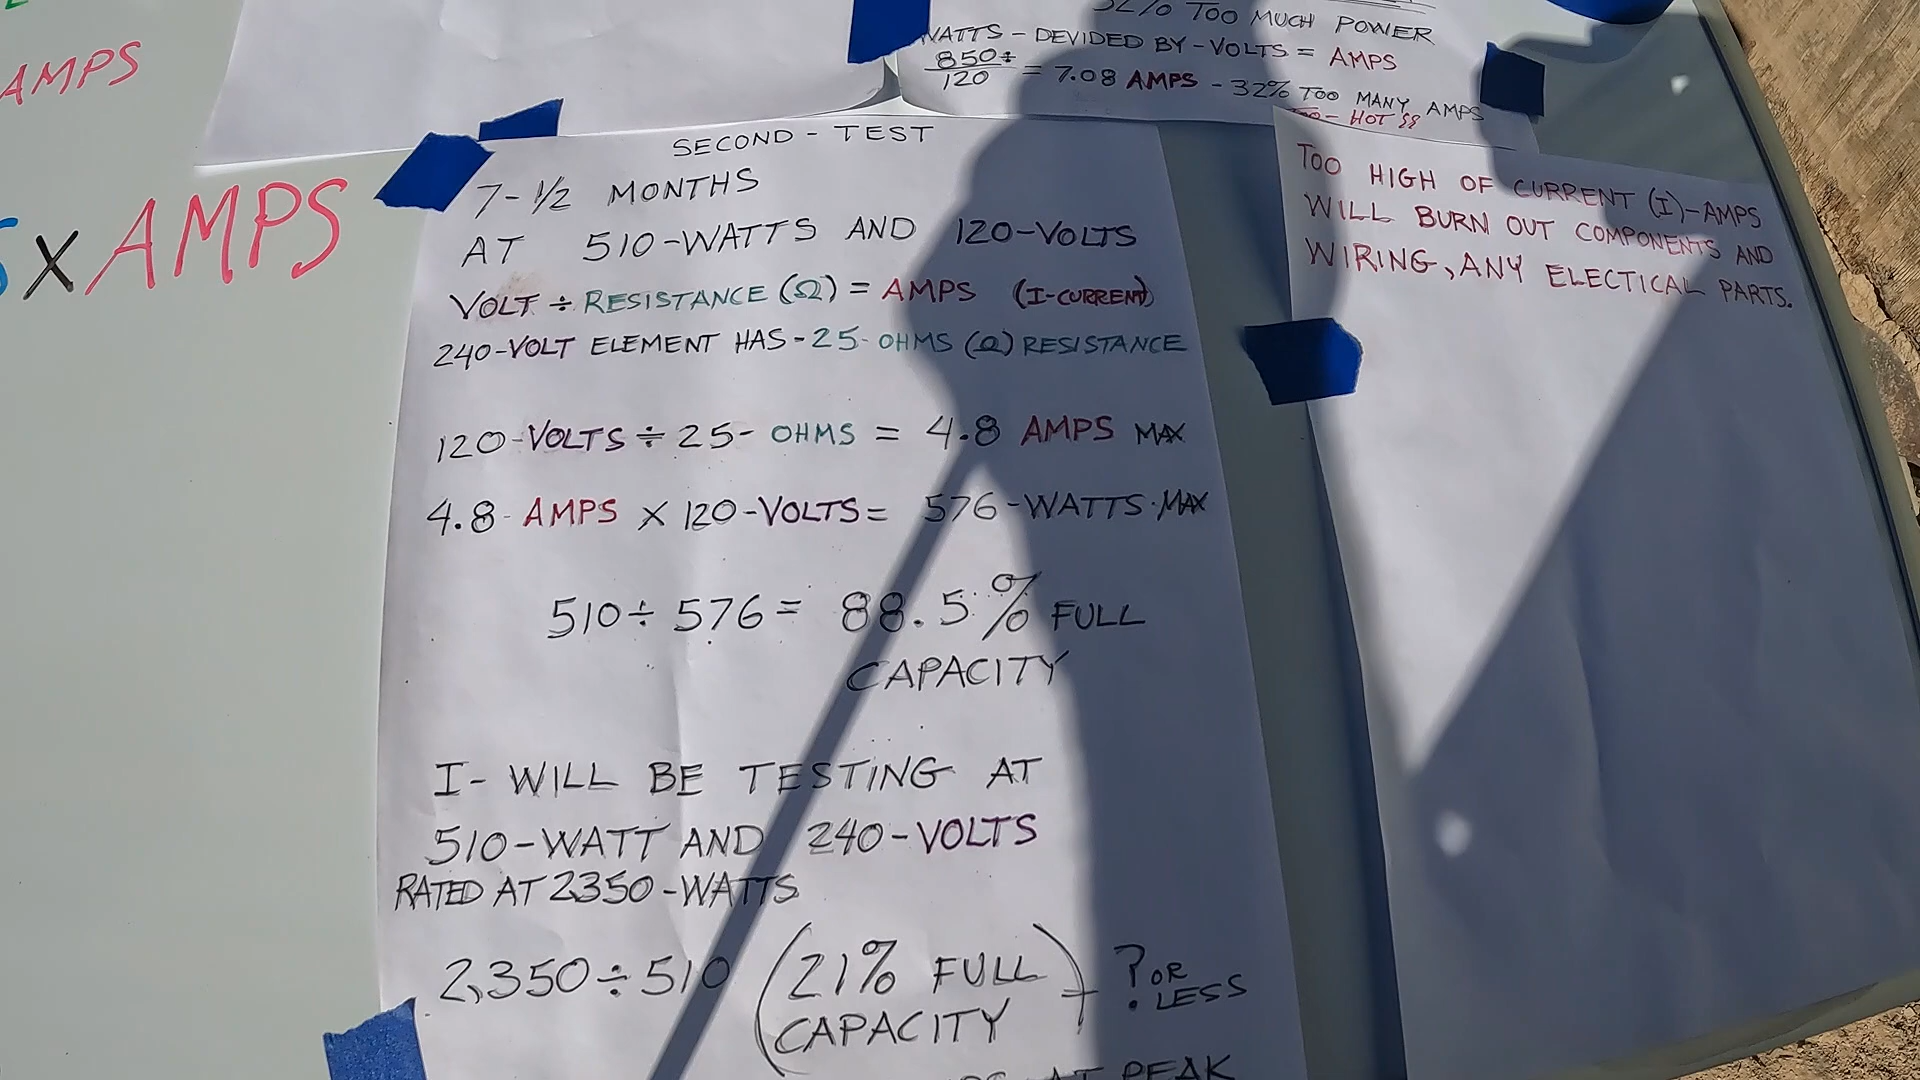 AMPS
X AMPS
% TOO MUCH POWER
WATTS - DEVIDED BY - VOLTS = AMPS
850÷
120
= 7.08 AMPS - 32% TOO MANY AMPS
- HOT
SECOND - TEST
7-1/2 MONTHS
AT 510-WATTS AND 120-VOLTS
VOLT ÷ RESISTANCE (Ω) = AMPS (I-CURRENT)
240-VOLT ELEMENT HAS - 25 - OHMS (Ω) RESISTANCE
120-VOLTS ÷ 25- OHMS = 4.8 AMPS MAX
4.8- AMPS X 120-VOLTS = 576-WATTS·MAX
510 ÷ 576 = 88.5% FULL
CAPACITY
I- WILL BE TESTING AT
510-WATT AND 240-VOLTS
RATED AT 2350-WATTS
2,350 ÷ 510 (21% FULL
CAPACITY) + ? OR
LESS
AT PEAK
TOO HIGH OF CURRENT (I)-AMPS
WILL BURN OUT COMPONENTS AND
WIRING, ANY ELECTICAL PARTS.